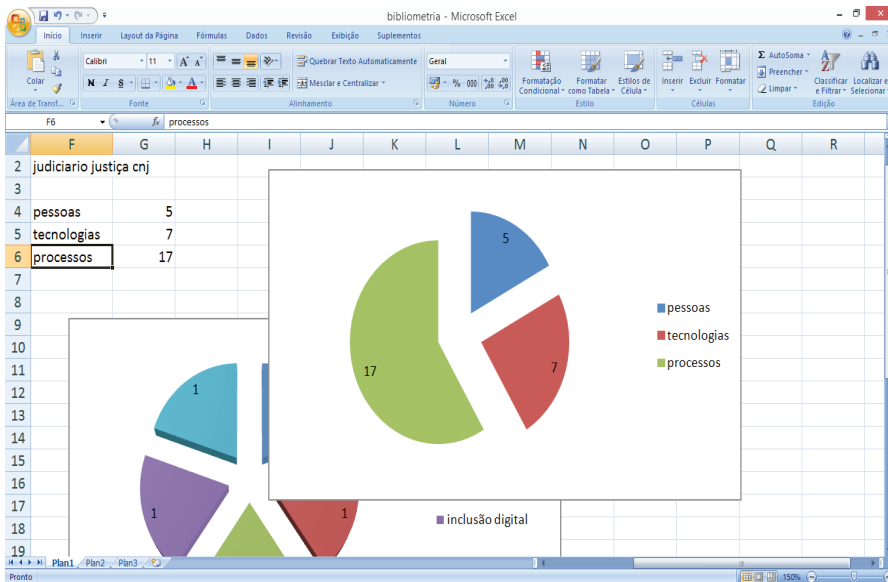 bibliometria - Microsoft Excel
Início Inserir Layout da Página Fórmulas Dados Revisão Exibição Suplementos
Colar
Área de Transf...
Calibri 11 A A
N I S A
Fonte
Quebrar Texto Automaticamente
Mesclar e Centralizar
Alinhamento
Geral
% 000
Número
Formatação Condicional
Formatar como Tabela
Estilos de Célula
Estilo
Inserir Excluir Formatar
Células
Σ AutoSoma
Preencher
Limpar
Classificar e Filtrar
Localizar e Selecionar
Edição
F6 fx processos
F G H I J K L M N O P Q R
2 judiciario justiça cnj
3
4 pessoas 5
5 tecnologias 7
6 processos 17
7
8
9
10
11
12
13
14
15
16
17
18
19
5
7
17
pessoas
tecnologias
processos
1
1
1
inclusão digital
Plan1 Plan2 Plan3
Pronto
150%